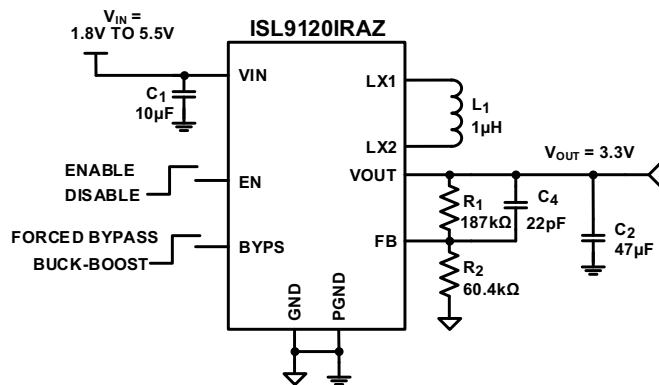 ISL9120IRAZ
V_IN =
1.8V TO 5.5V
VIN
C1
10µF
LX1
L1
1µH
LX2
VOUT = 3.3V
ENABLE
DISABLE
EN
VOUT
R1
187kΩ
C4
22pF
FORCED BYPASS
BUCK-BOOST
BYPS
FB
C2
47µF
R2
60.4kΩ
GND
PGND